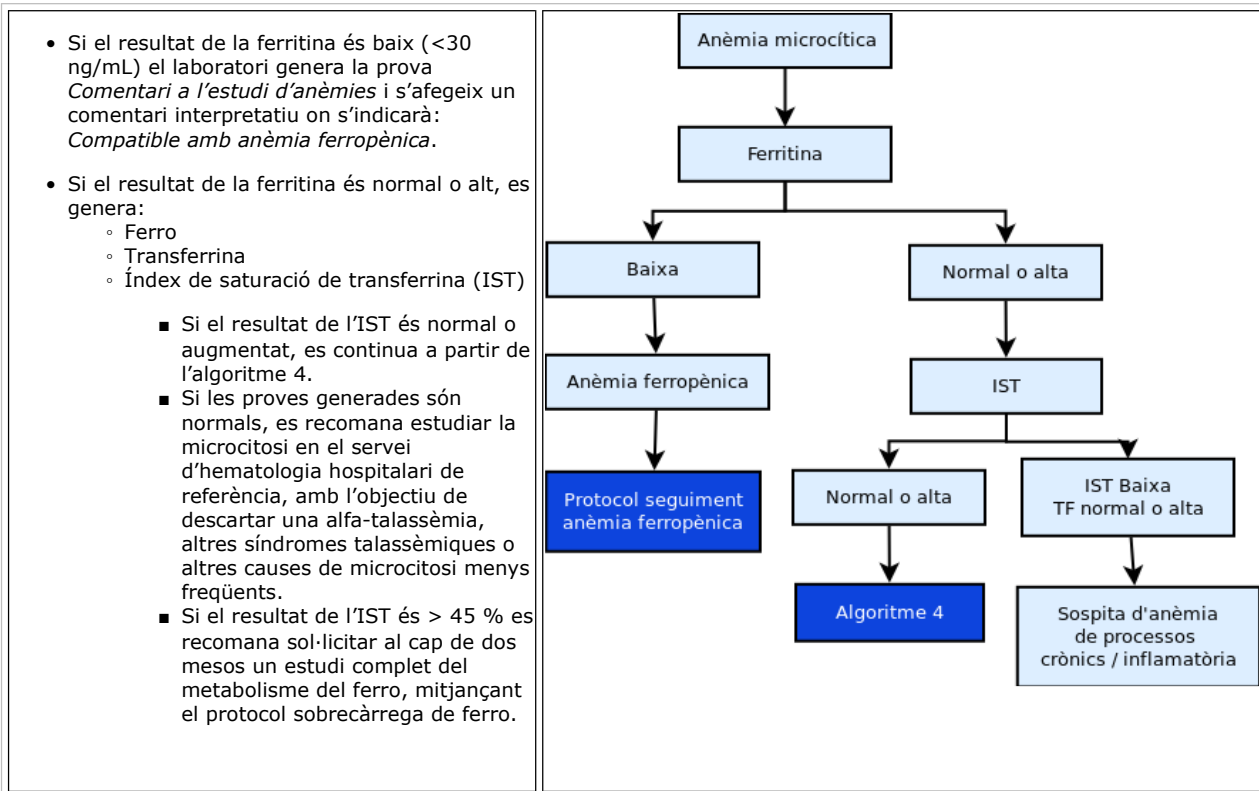 • Si el resultat de la ferritina és baix (<30
ng/mL) el laboratori genera la prova
Comentari a l’estudi d’anèmies i s’afegeix un
comentari interpretatiu on s’indicarà:
Compatible amb anèmia ferropènica.
• Si el resultat de la ferritina és normal o alt, es
genera:
◦ Ferro
◦ Transferrina
◦ Índex de saturació de transferrina (IST)
■ Si el resultat de l’IST és normal o
augmentat, es continua a partir de
l’algoritme 4.
■ Si les proves generades són
normals, es recomana estudiar la
microcitosi en el servei
d’hematologia hospitalari de
referència, amb l’objectiu de
descartar una alfa-talassèmia,
altres síndromes talassèmiques o
altres causes de microcitosi menys
freqüents.
■ Si el resultat de l’IST és > 45 % es
recomana sol·licitar al cap de dos
mesos un estudi complet del
metabolisme del ferro, mitjançant
el protocol sobrecàrrega de ferro.
Anèmia microcítica
Ferritina
Baixa
Normal o alta
Anèmia ferropènica
IST
Protocol seguiment
anèmia ferropènica
Normal o alta
IST Baixa
TF normal o alta
Algoritme 4
Sospita d'anèmia
de processos
crònics / inflamatòria